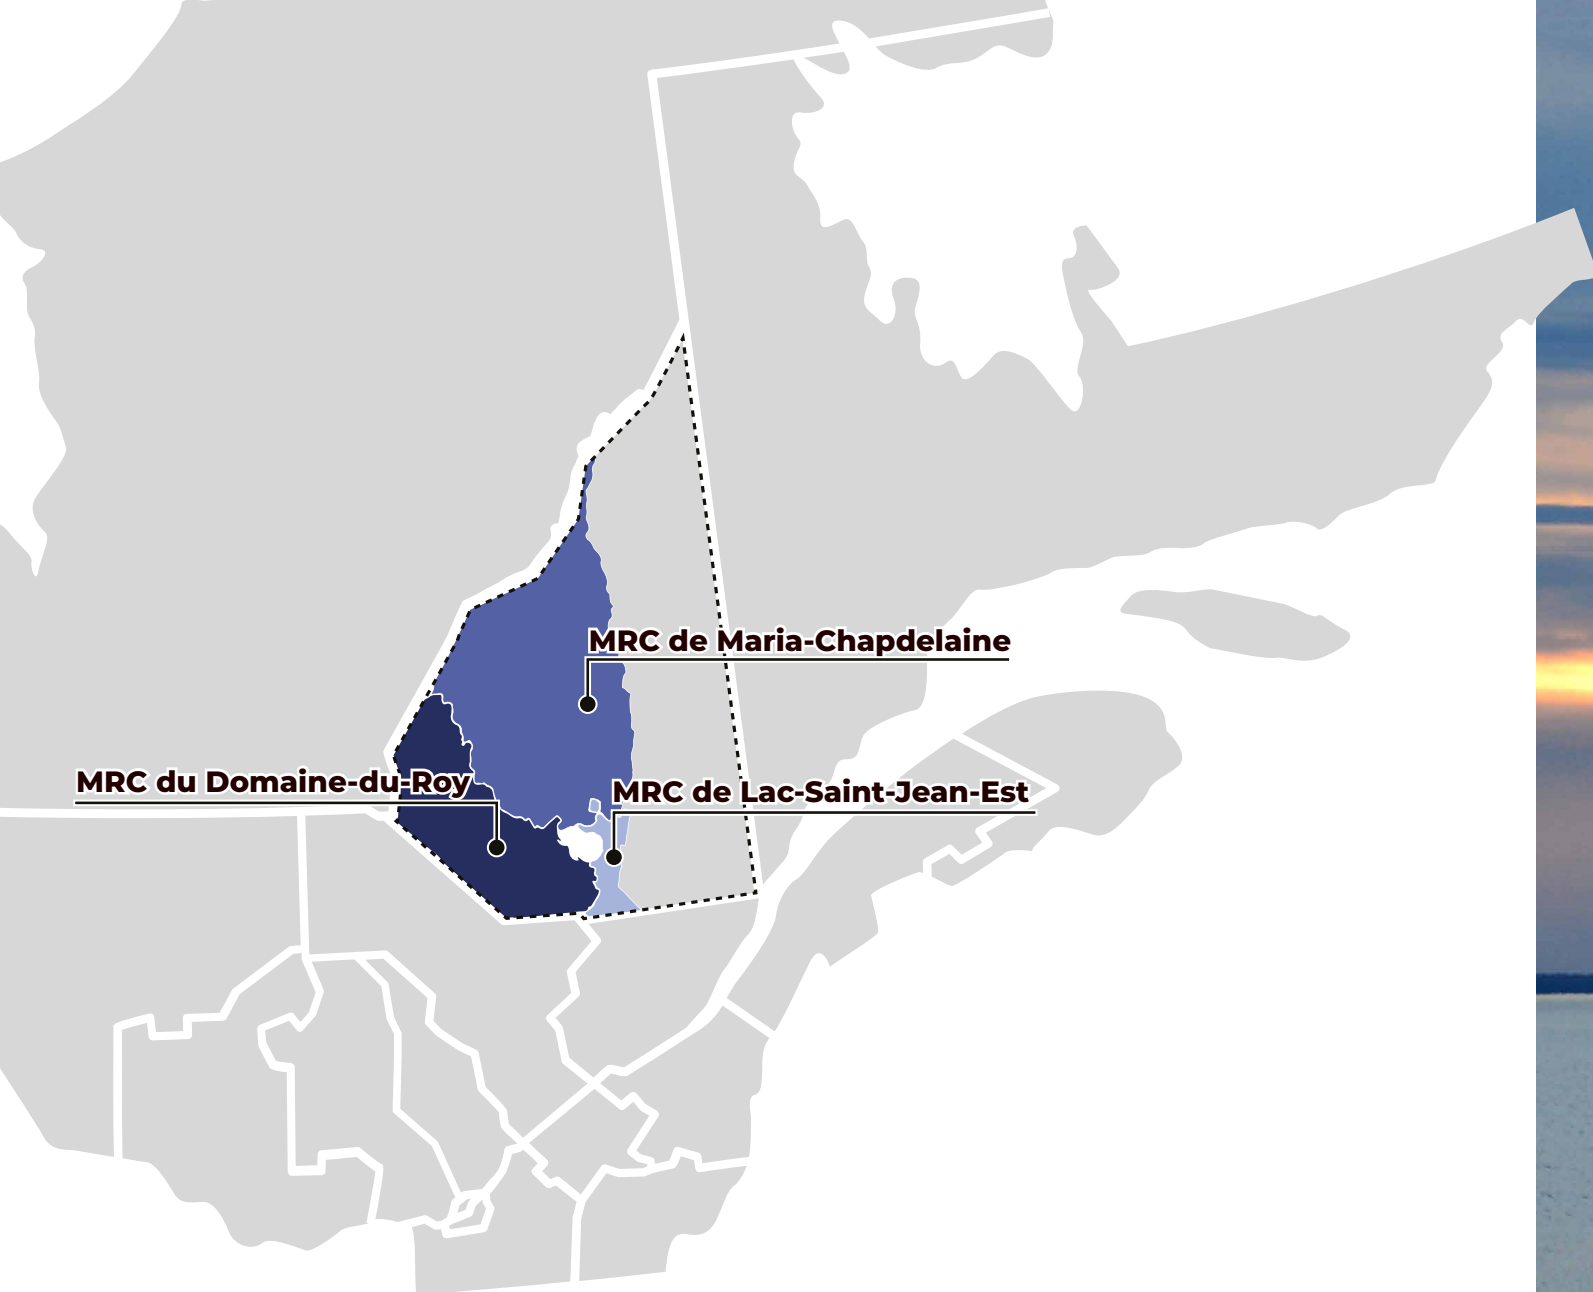 MRC de Maria-Chapdelaine
MRC du Domaine-du-Roy
MRC de Lac-Saint-Jean-Est